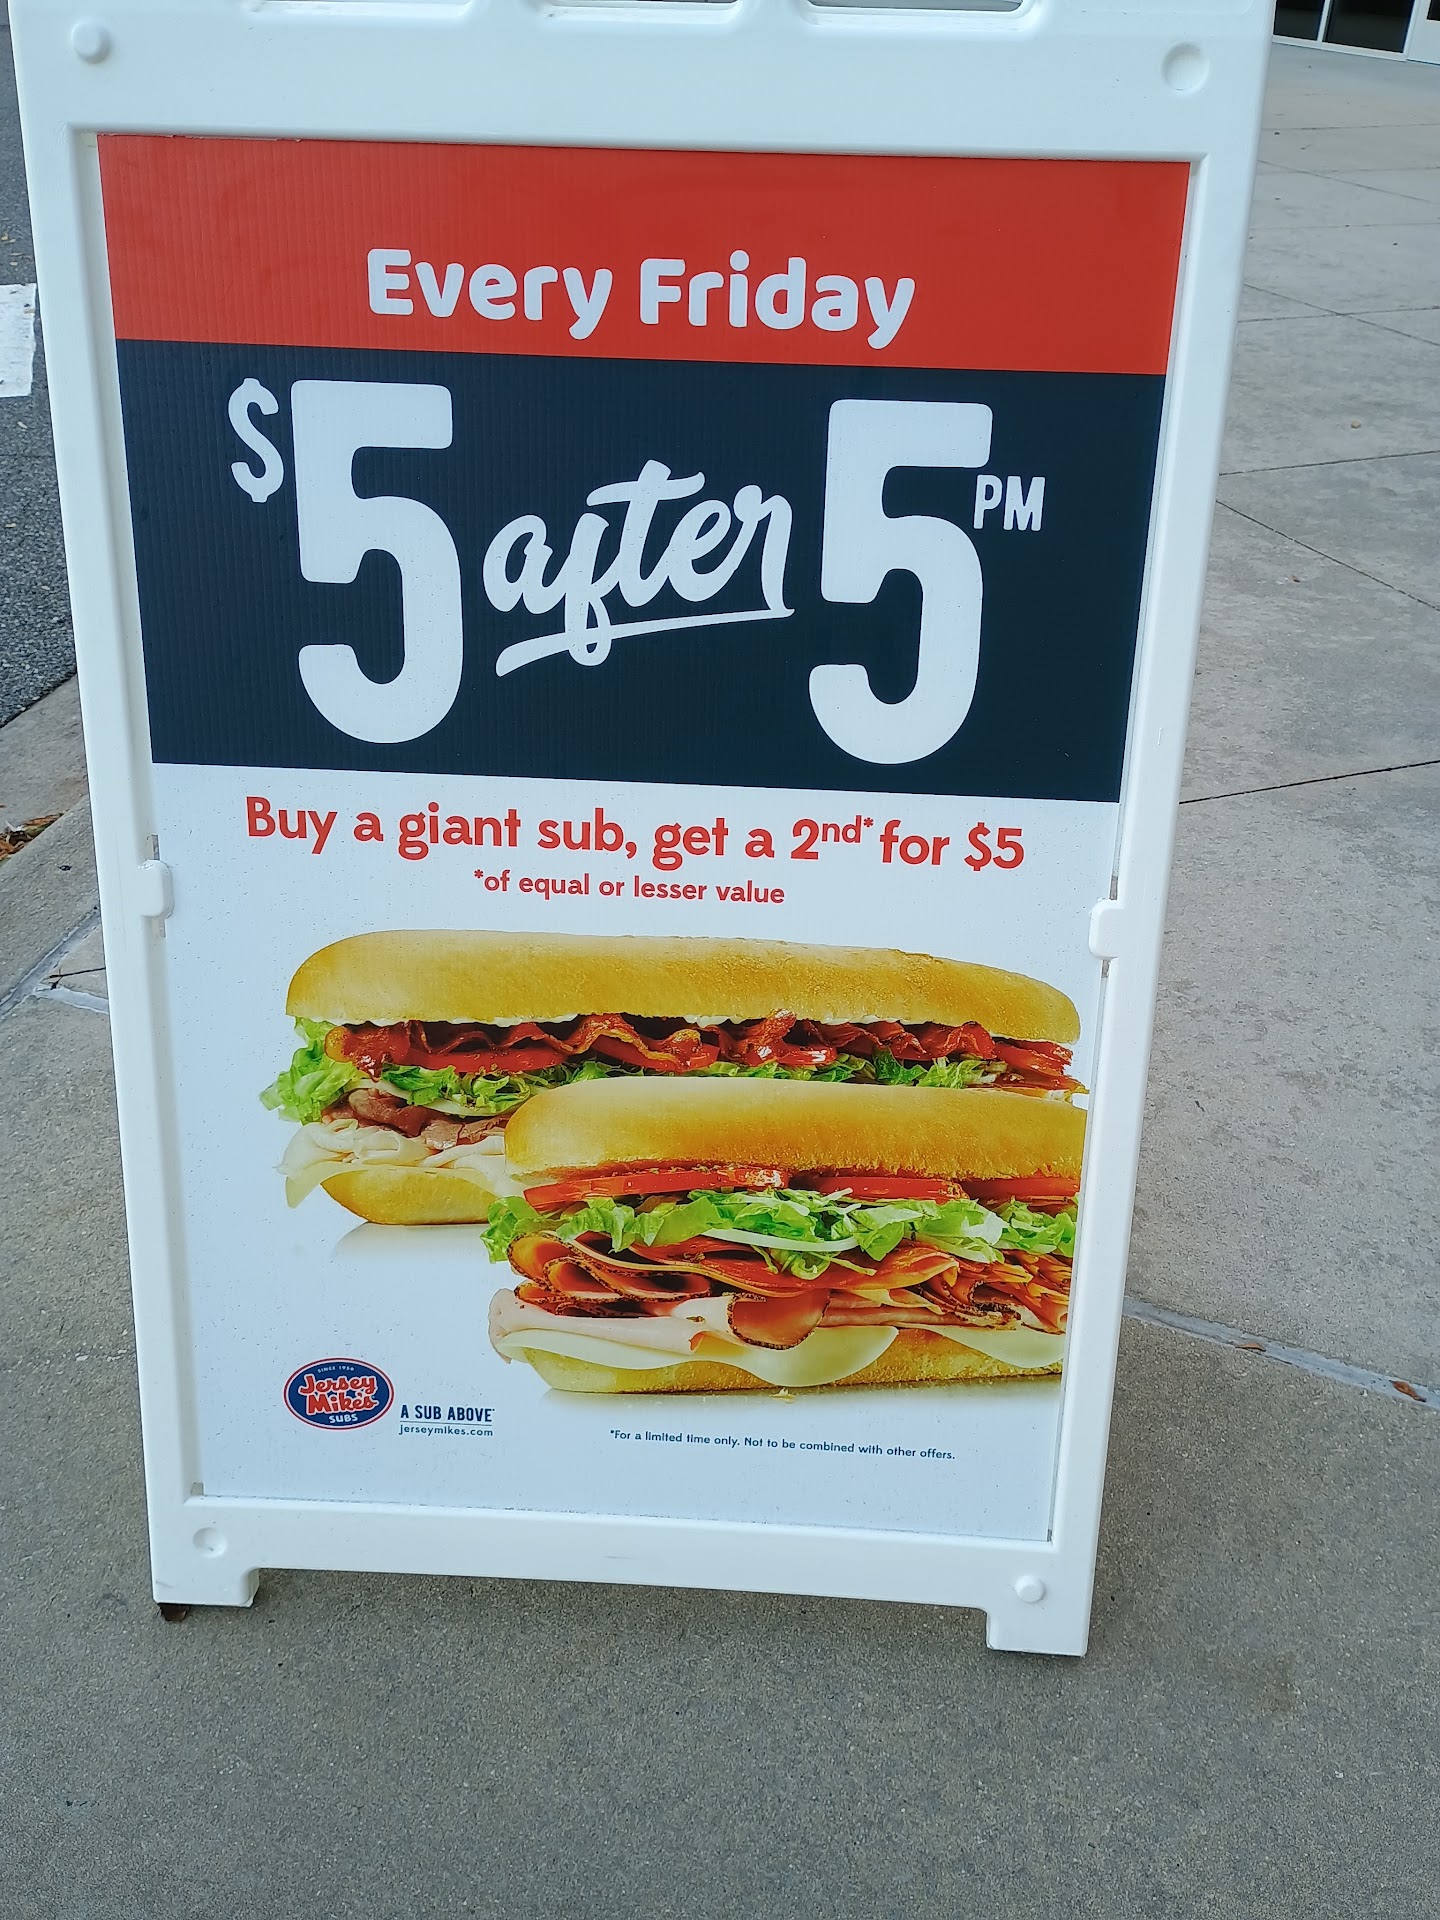 Every Friday
$5 after 5 PM
Buy a giant sub, get a 2nd* for $5
*of equal or lesser value
SINCE 1956
Jersey
Mike's
SUBS
A SUB ABOVE
jerseymikes.com
*For a limited time only. Not to be combined with other offers.